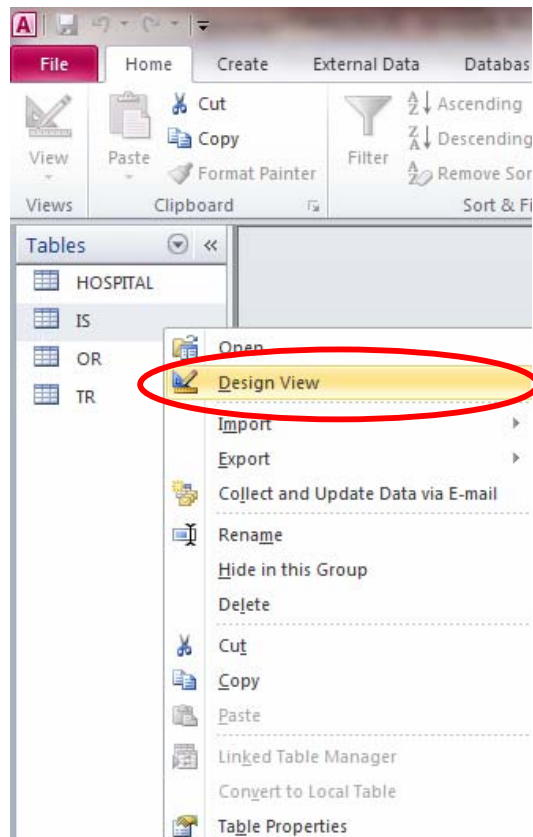 A
File Home Create External Data Databas
Cut
Copy
Format Painter
View Paste Filter
Ascending
Descending
Remove Sor
Views Clipboard Sort & Fi
Tables
HOSPITAL
IS
OR
TR
Open
Design View
Import
Export
Collect and Update Data via E-mail
Rename
Hide in this Group
Delete
Cut
Copy
Paste
Linked Table Manager
Convert to Local Table
Table Properties